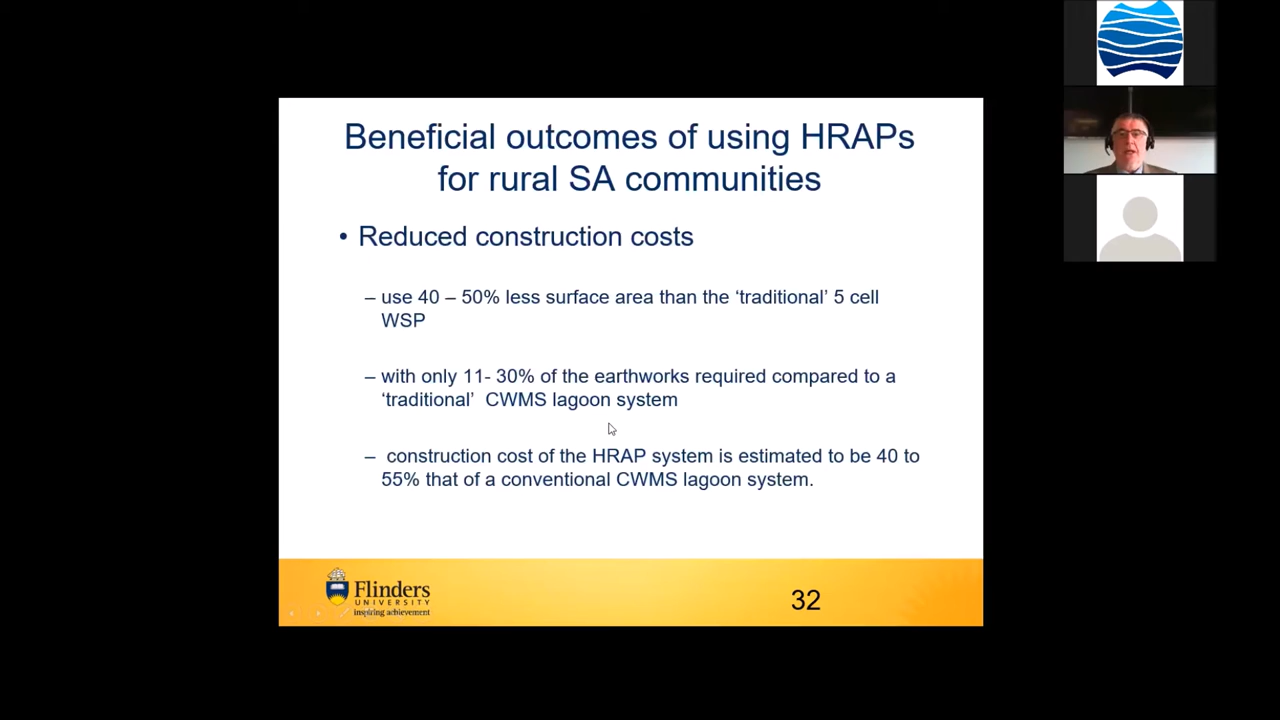 Beneficial outcomes of using HRAPs
for rural SA communities
• Reduced construction costs
– use 40 – 50% less surface area than the ‘traditional’ 5 cell
WSP
– with only 11- 30% of the earthworks required compared to a
‘traditional’ CWMS lagoon system
– construction cost of the HRAP system is estimated to be 40 to
55% that of a conventional CWMS lagoon system.
Flinders
UNIVERSITY
inspiring achievement
32